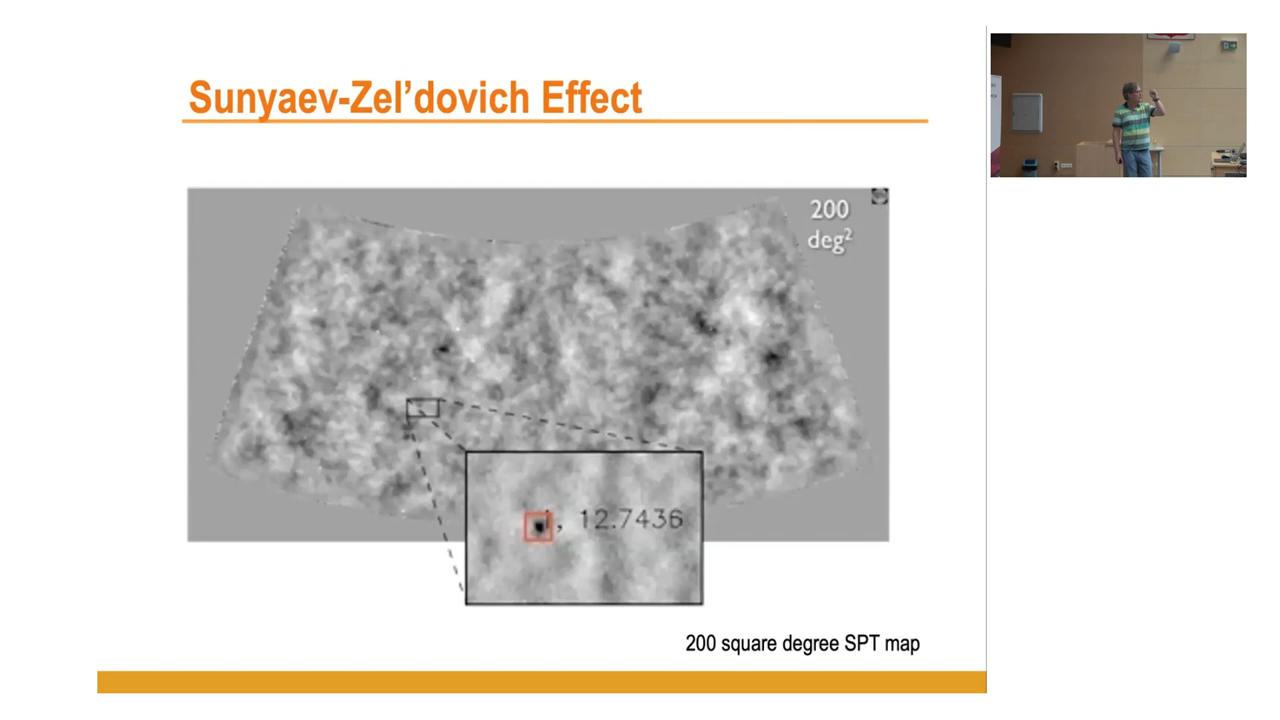 Sunyaev-Zel'dovich Effect
200
deg²
, 12.7436
200 square degree SPT map